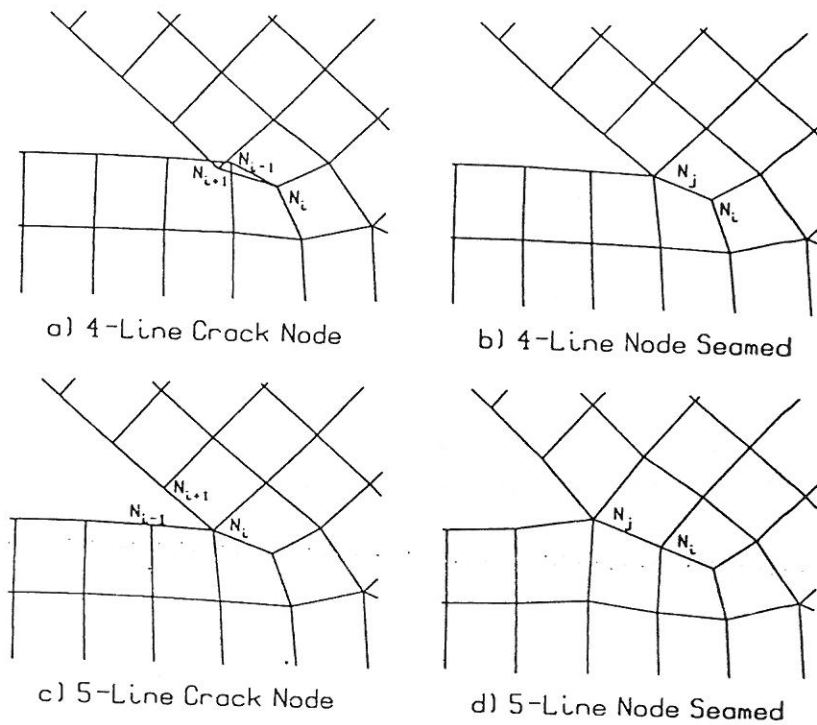 N_{i-1}
N_{i+1}
N_i
a) 4-Line Crack Node
N_j
N_i
b) 4-Line Node Seamed
N_{i+1}
N_{i-1}
N_i
c) 5-Line Crack Node
N_j
N_i
d) 5-Line Node Seamed